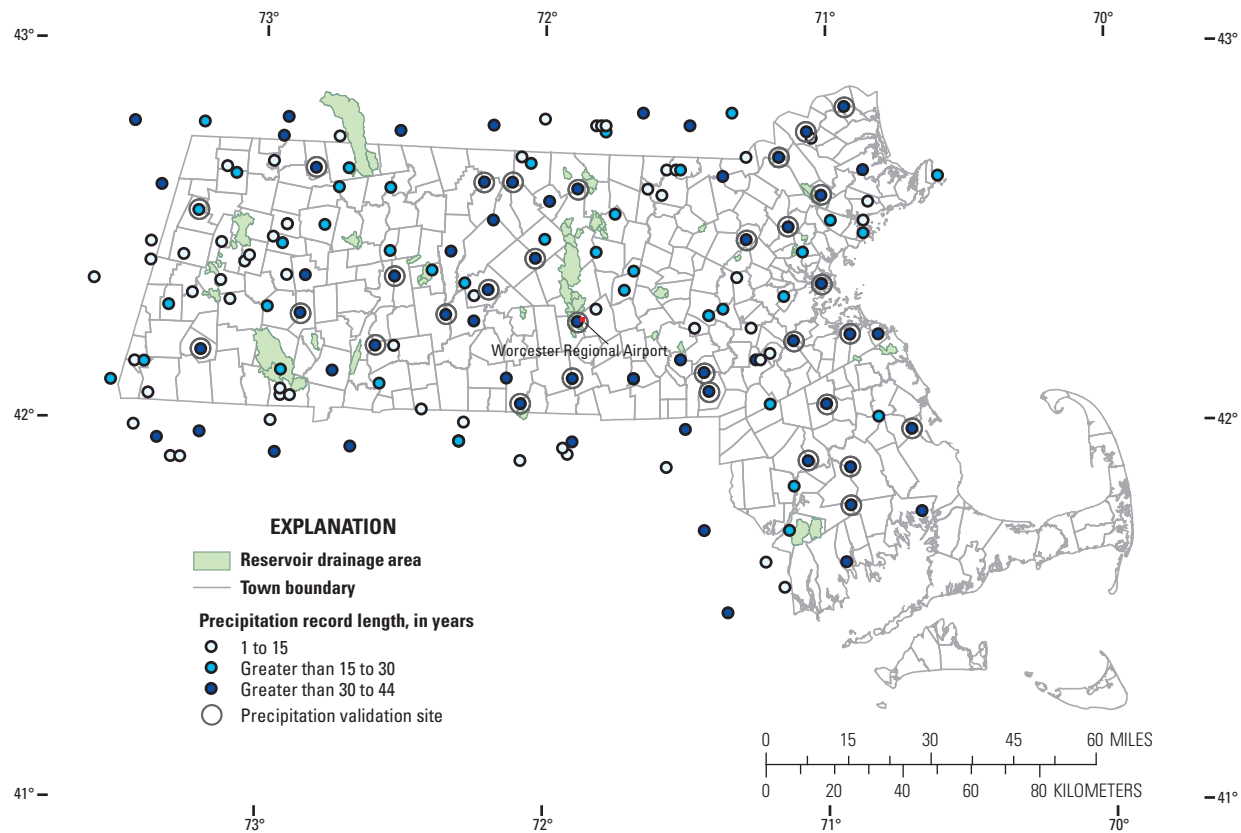 73°
72°
71°
70°
43°
43°
Worcester Regional Airport
42°
42°
EXPLANATION
Reservoir drainage area
Town boundary
Precipitation record length, in years
1 to 15
Greater than 15 to 30
Greater than 30 to 44
Precipitation validation site
0 15 30 45 60 MILES
0 20 40 60 80 KILOMETERS
41°
41°
73°
72°
71°
70°